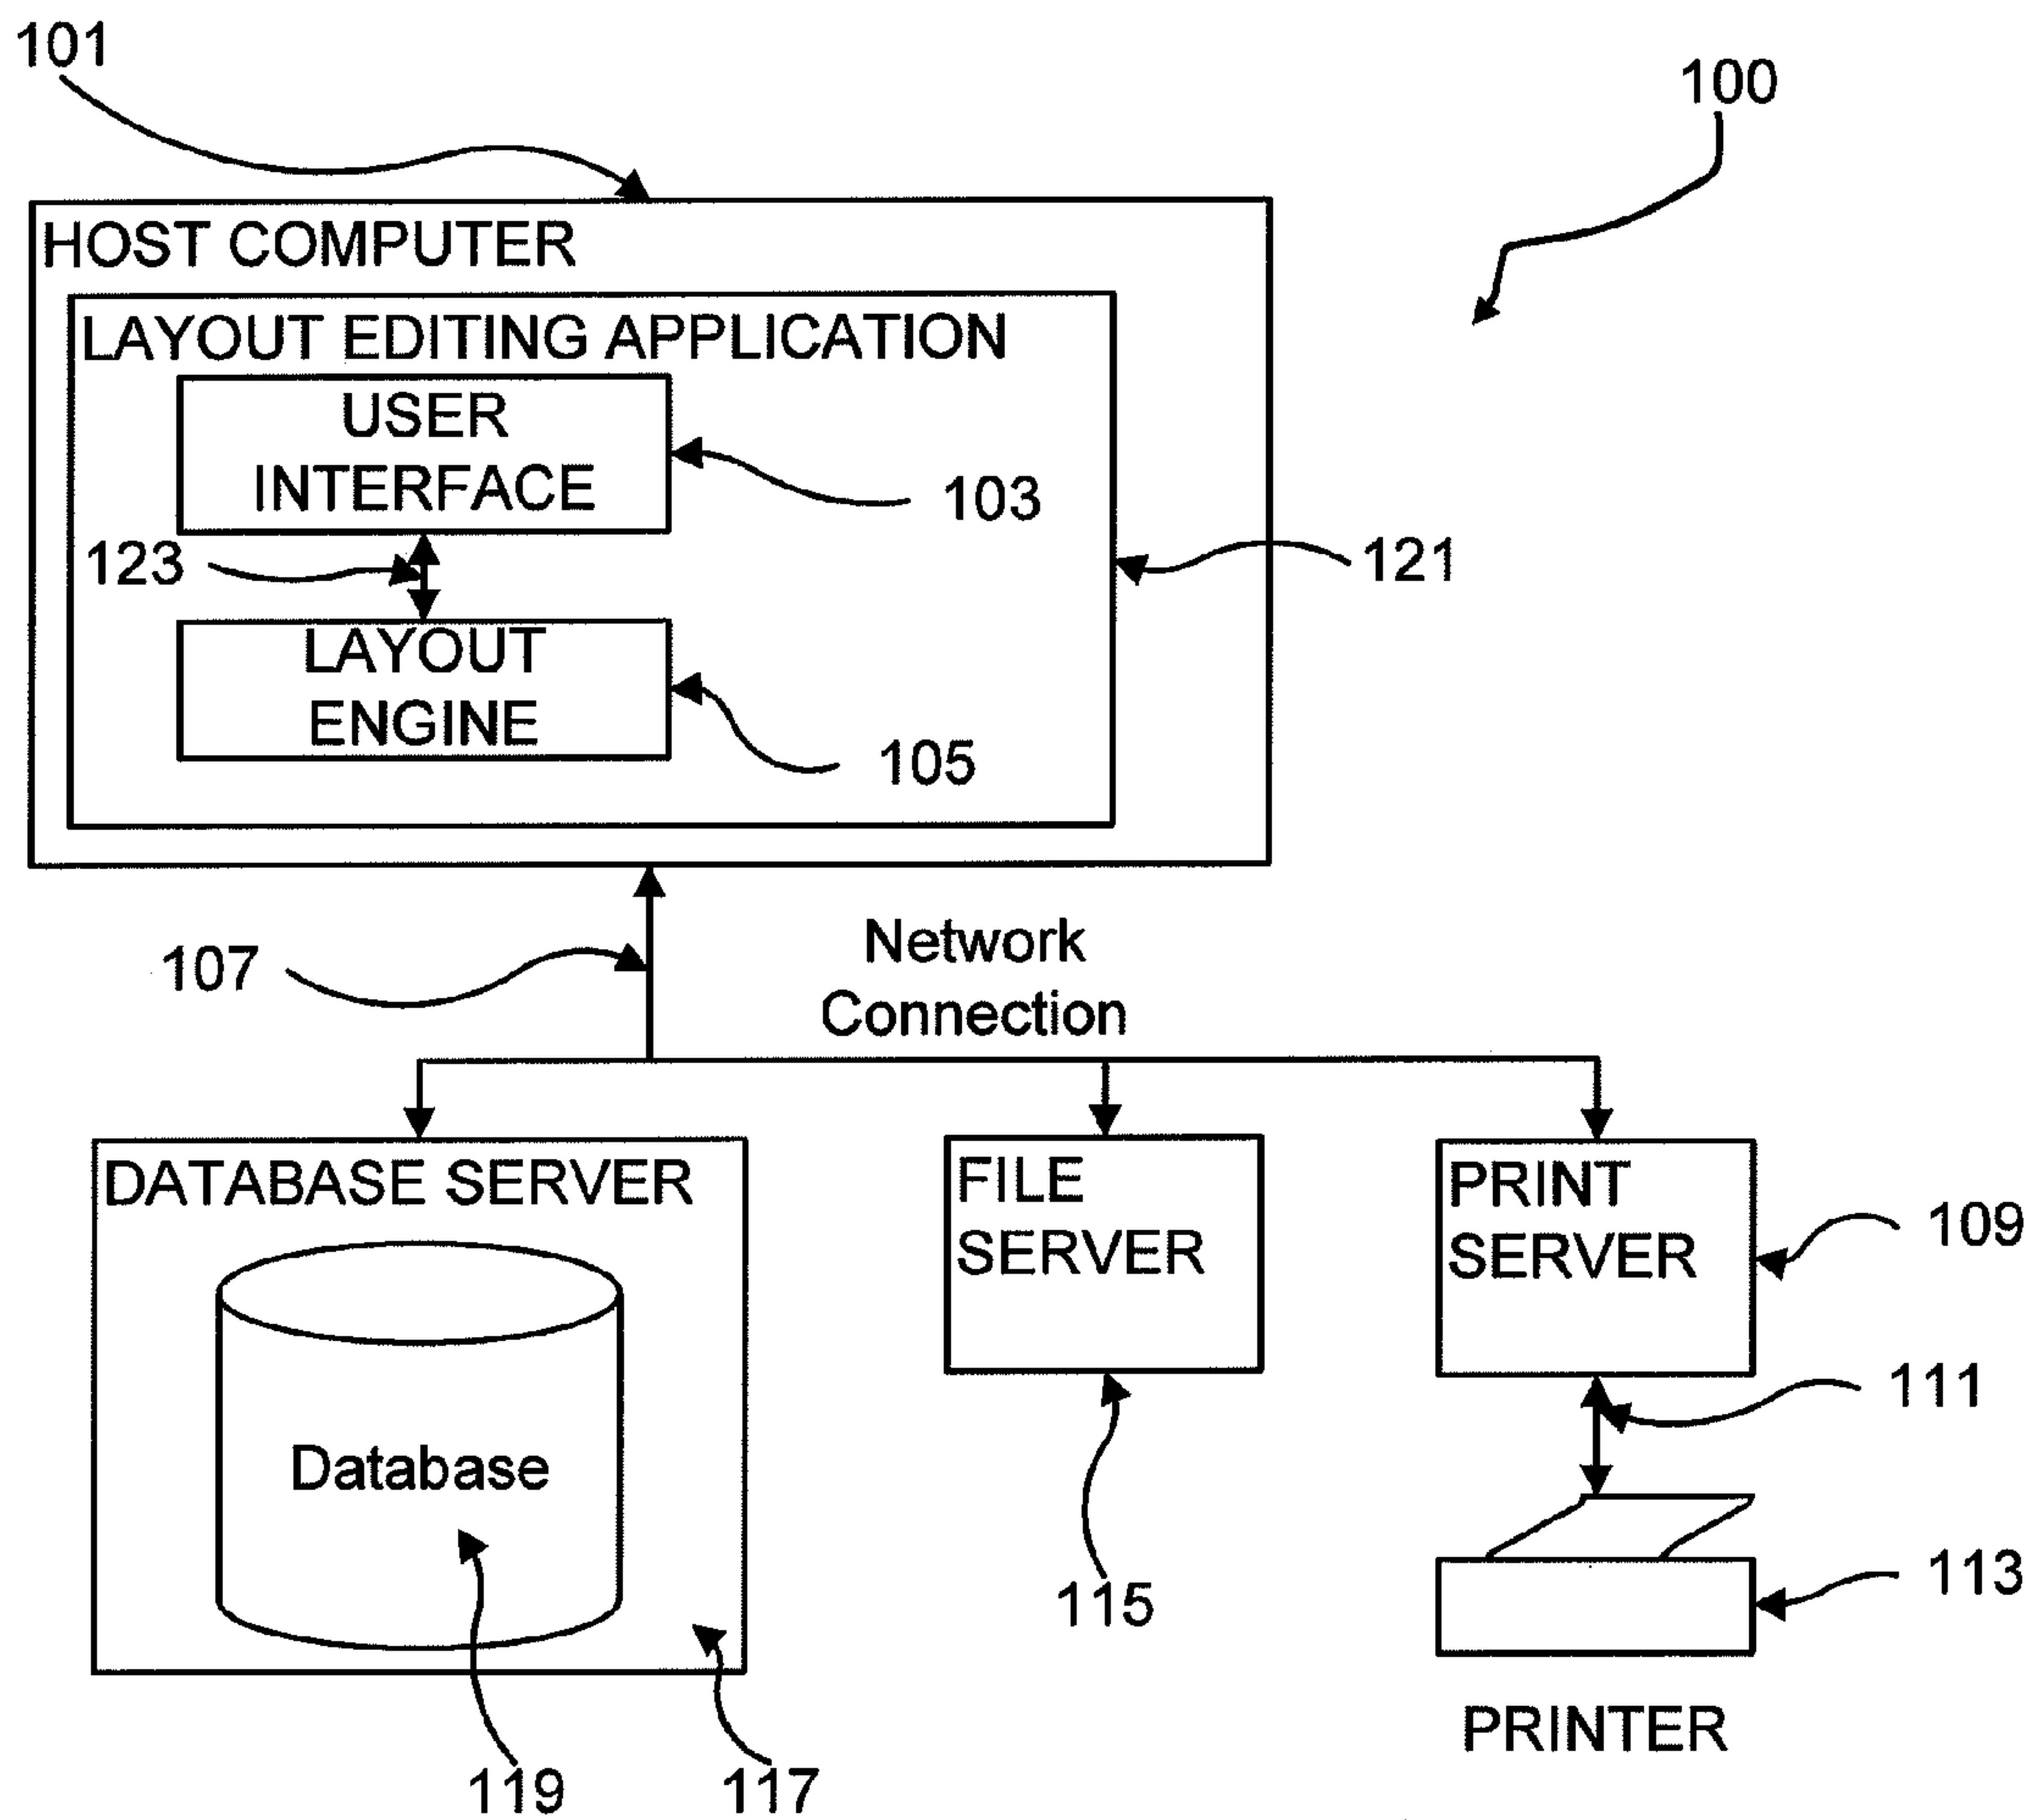 101
100
HOST COMPUTER
LAYOUT EDITING APPLICATION
USER
INTERFACE
103
123
121
LAYOUT
ENGINE
105
107
Network
Connection
DATABASE SERVER
FILE
SERVER
PRINT
SERVER
109
111
Database
115
113
PRINTER
119
117